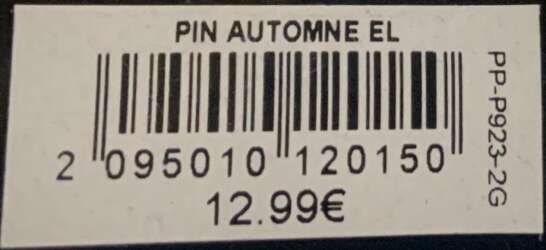 PIN AUTOMNE EL
2 095010 120150
12.99€
PP-P923-2G